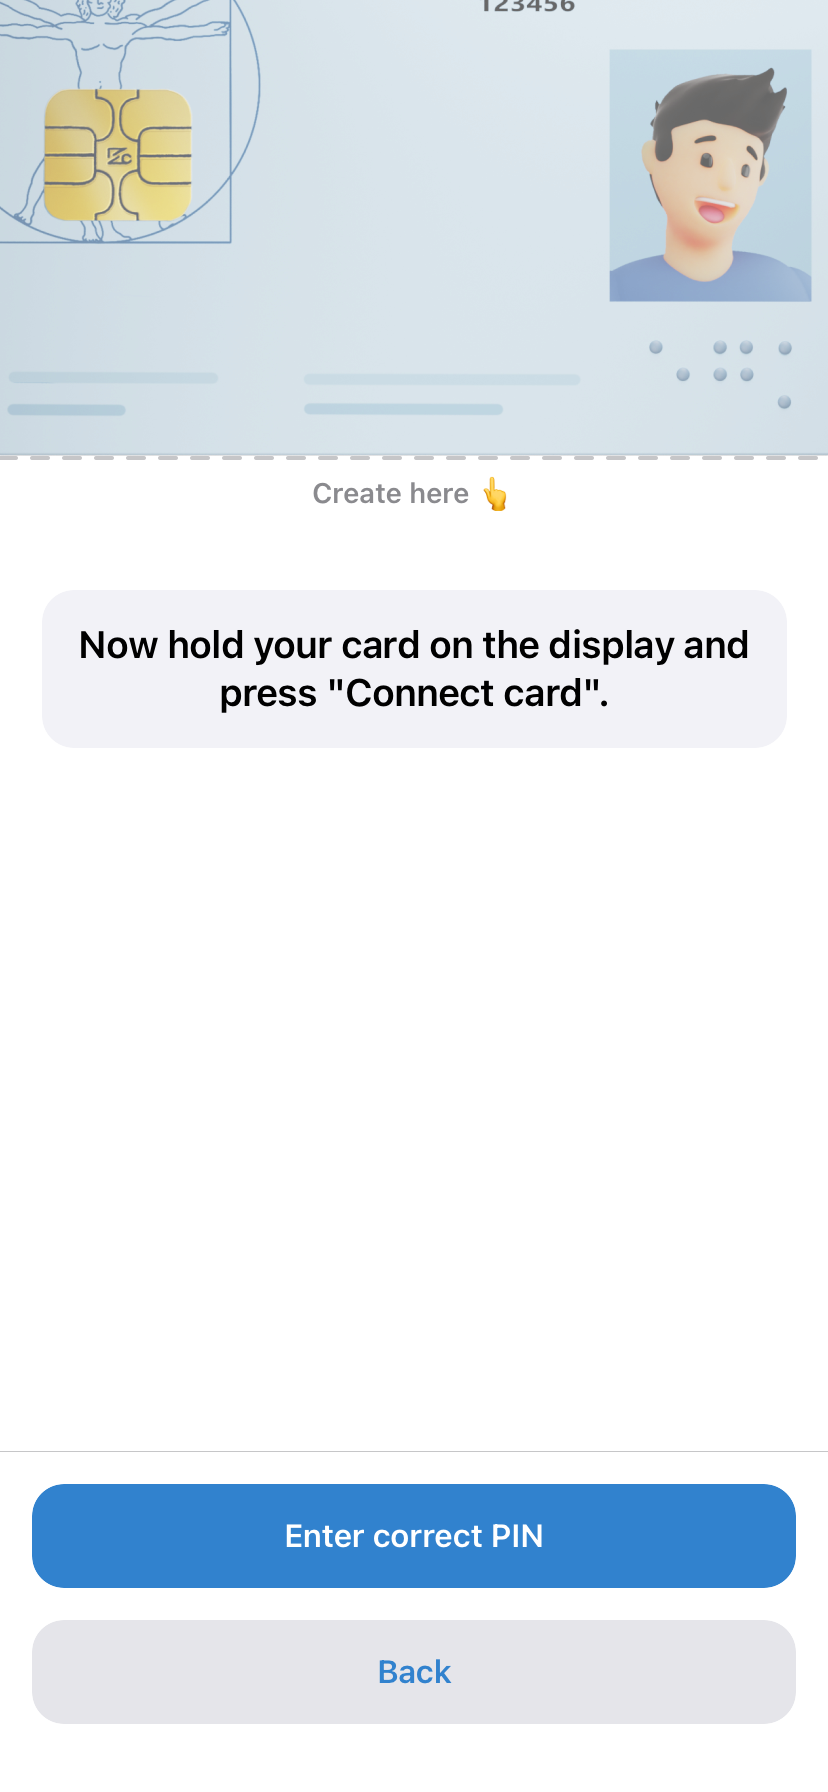 123456
Create here 👆
Now hold your card on the display and
press "Connect card".
Enter correct PIN
Back